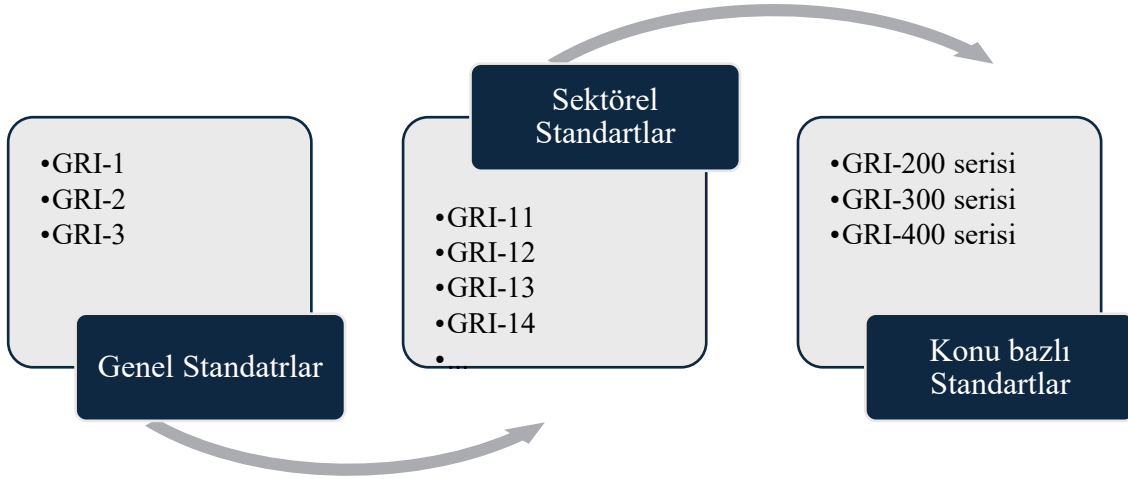 •GRI-1
•GRI-2
•GRI-3
Genel Standatrlar
Sektörel
Standartlar
•GRI-11
•GRI-12
•GRI-13
•GRI-14
•...
•GRI-200 serisi
•GRI-300 serisi
•GRI-400 serisi
Konu bazlı
Standartlar